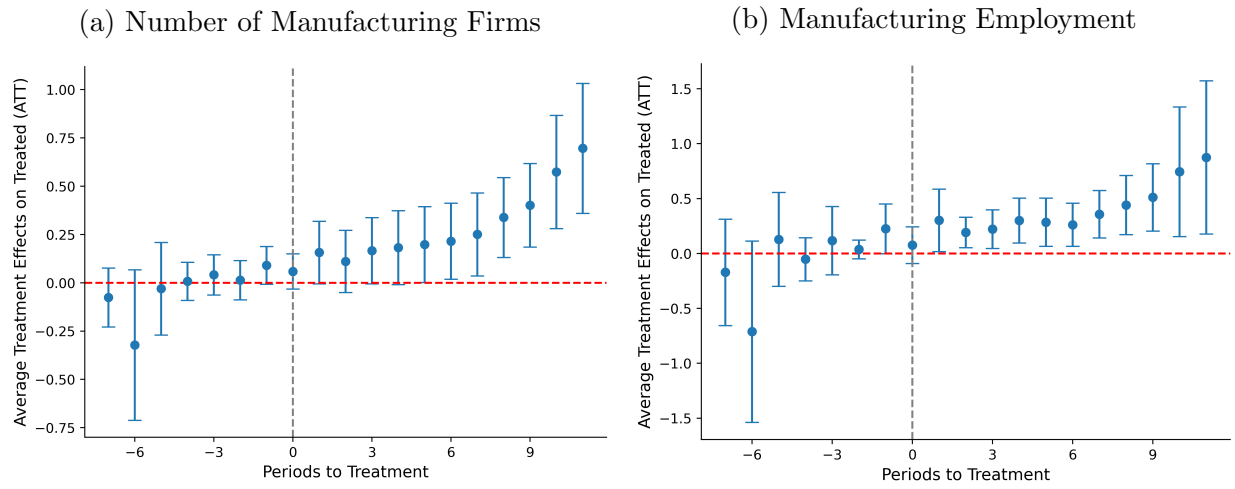 (a) Number of Manufacturing Firms
Average Treatment Effects on Treated (ATT)
1.00
0.75
0.50
0.25
0.00
−0.25
−0.50
−0.75
−6 −3 0 3 6 9
Periods to Treatment
(b) Manufacturing Employment
Average Treatment Effects on Treated (ATT)
1.5
1.0
0.5
0.0
−0.5
−1.0
−1.5
−6 −3 0 3 6 9
Periods to Treatment